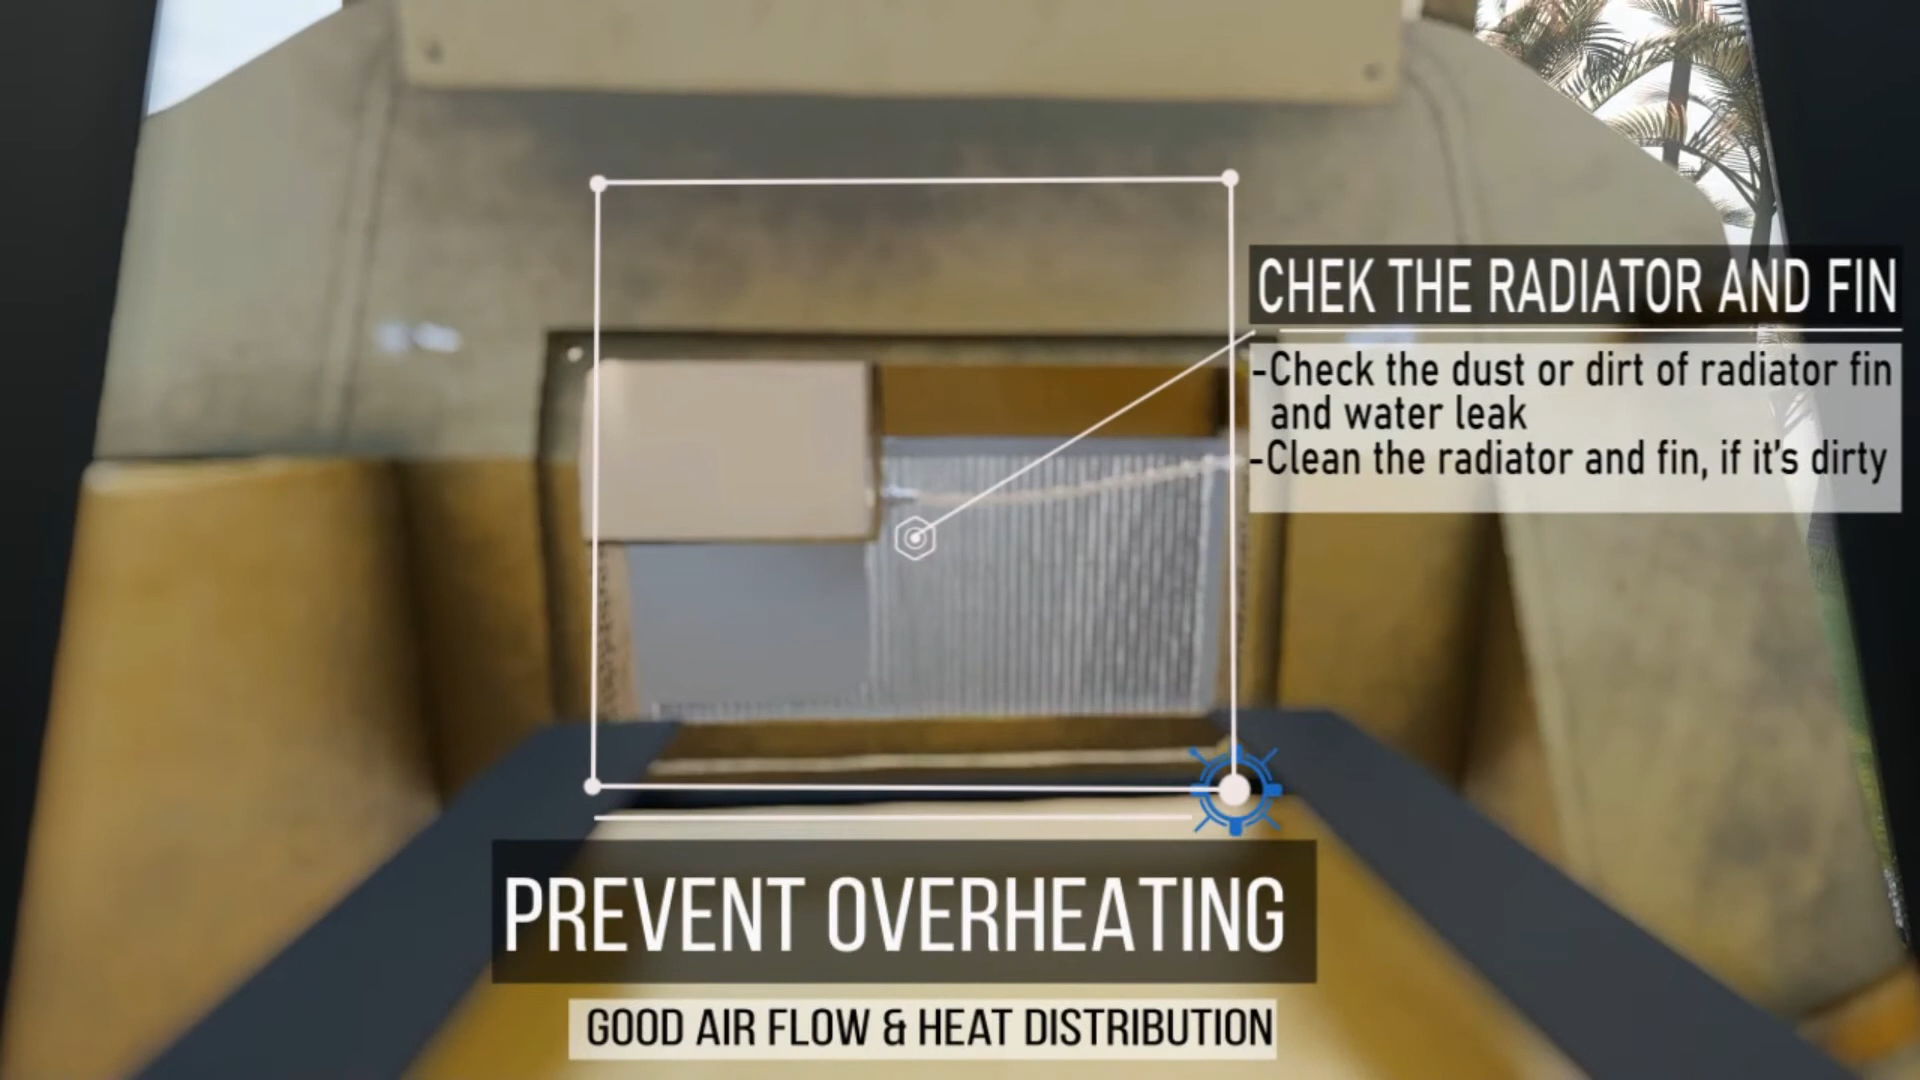 CHEK THE RADIATOR AND FIN
-Check the dust or dirt of radiator fin
and water leak
-Clean the radiator and fin, if it's dirty
PREVENT OVERHEATING
GOOD AIR FLOW & HEAT DISTRIBUTION